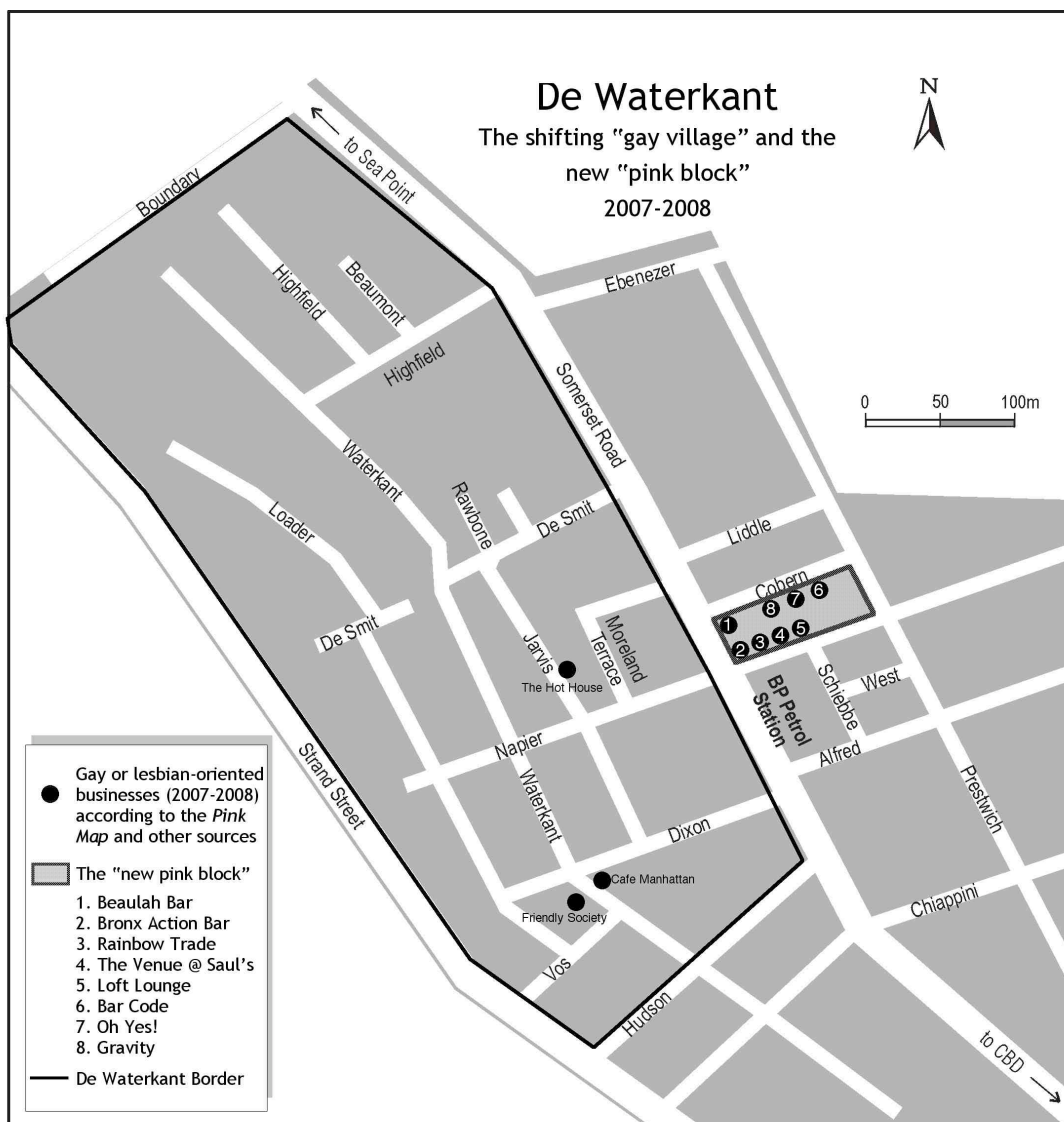 De Waterkant
The shifting "gay village" and the
new "pink block"
2007-2008
N
to Sea Point
Boundary
Highfield
Beaumont
Highfield
Ebenezer
Somerset Road
0 50 100m
Waterkant
Rawbone
De Smit
Loader
Liddle
Cobern
1
8
7
6
2
3
4
5
De Smit
Jarvis
Moreland
Terrace
The Hot House
BP Petrol
Station
Schiebbe
West
Alfred
Napier
Strand Street
Waterkant
Prestwich
Dixon
Cafe Manhattan
Friendly Society
Chiappini
Vos
Hudson
to CBD
Gay or lesbian-oriented
businesses (2007-2008)
according to the Pink
Map and other sources
The "new pink block"
1. Beaulah Bar
2. Bronx Action Bar
3. Rainbow Trade
4. The Venue @ Saul's
5. Loft Lounge
6. Bar Code
7. Oh Yes!
8. Gravity
De Waterkant Border